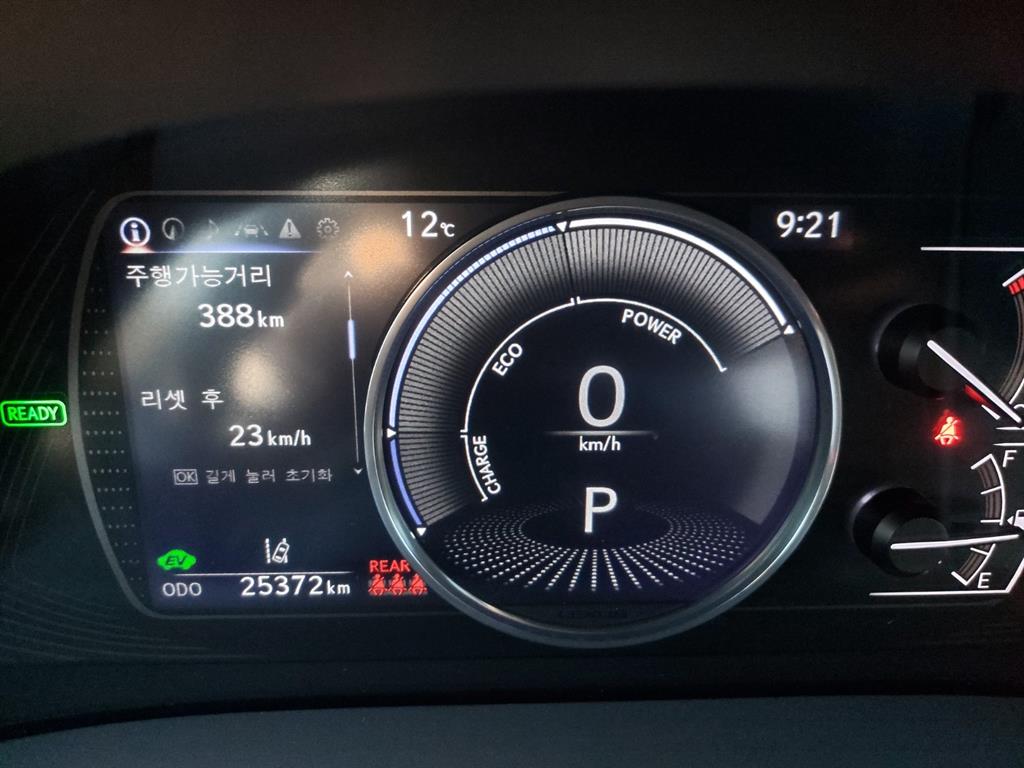 12°C
9:21
주행가능거리
388km
리셋 후
23km/h
OK 길게 눌러 초기화
READY
EV
ODO 25372km
REAR
CHARGE
ECO
POWER
0
km/h
P
F
E